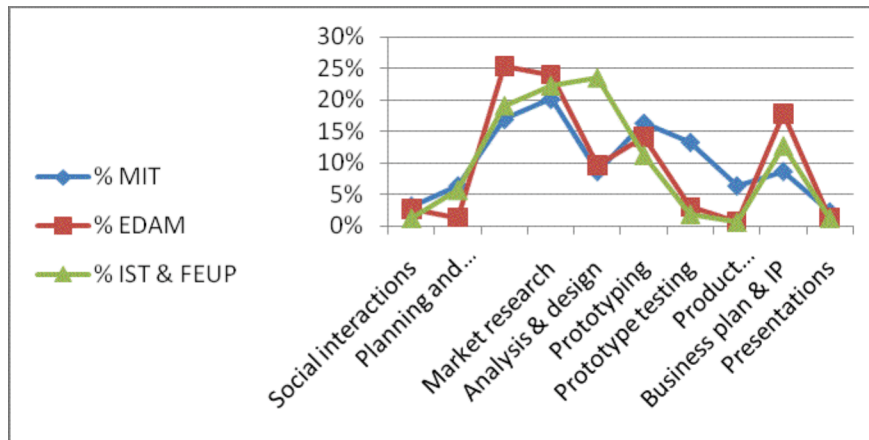 30%
25%
20%
15%
10%
5%
0%
% MIT
% EDAM
% IST & FEUP
Social interactions
Planning and...
Market research
Analysis & design
Prototyping
Prototype testing
Product...
Business plan & IP
Presentations